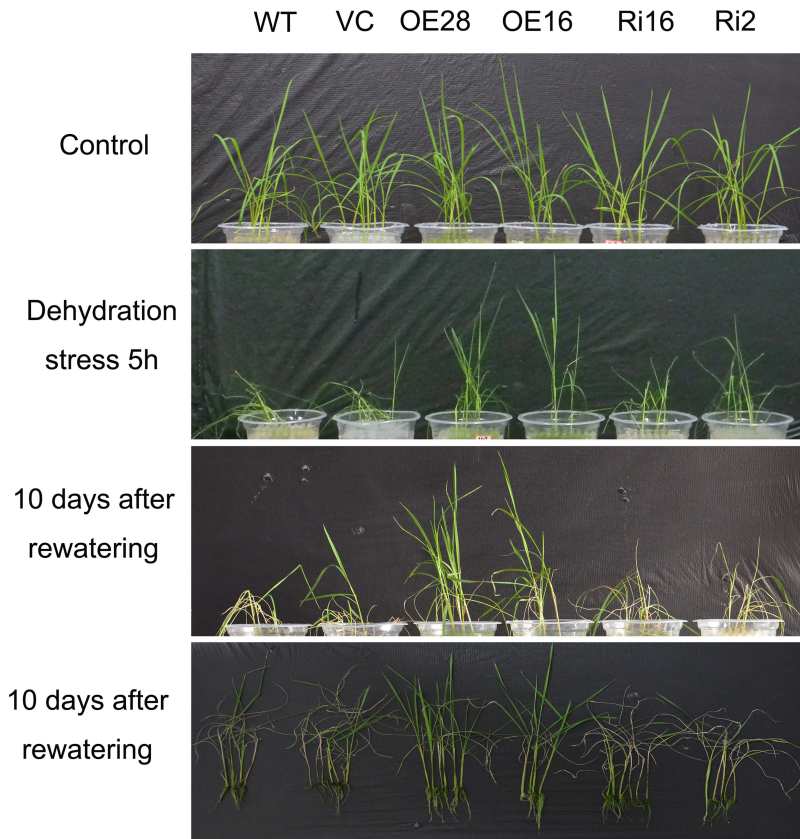 WT VC OE28 OE16 Ri16 Ri2
Control
Dehydration
stress 5h
10 days after
rewatering
10 days after
rewatering